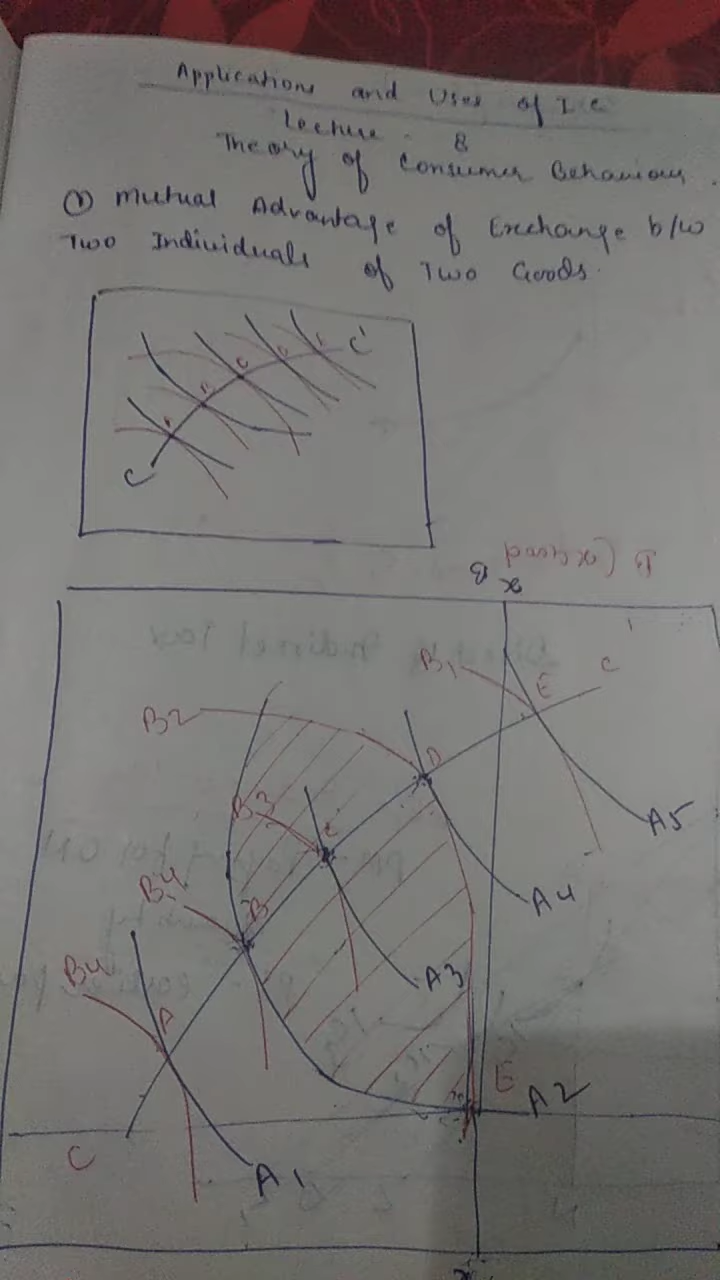 Applications and Uses of I.C
Lecture - 8
Theory of Consumer Behaviour.
① Mutual Advantage of Exchange b/w
Two Individuals of Two Goods.
C'
E
D
C
B
A
C
x
B1
E
C
B2
D
A5
B3
C
A4
B4
B
A3
B4
A
E
A2
C
A1
x